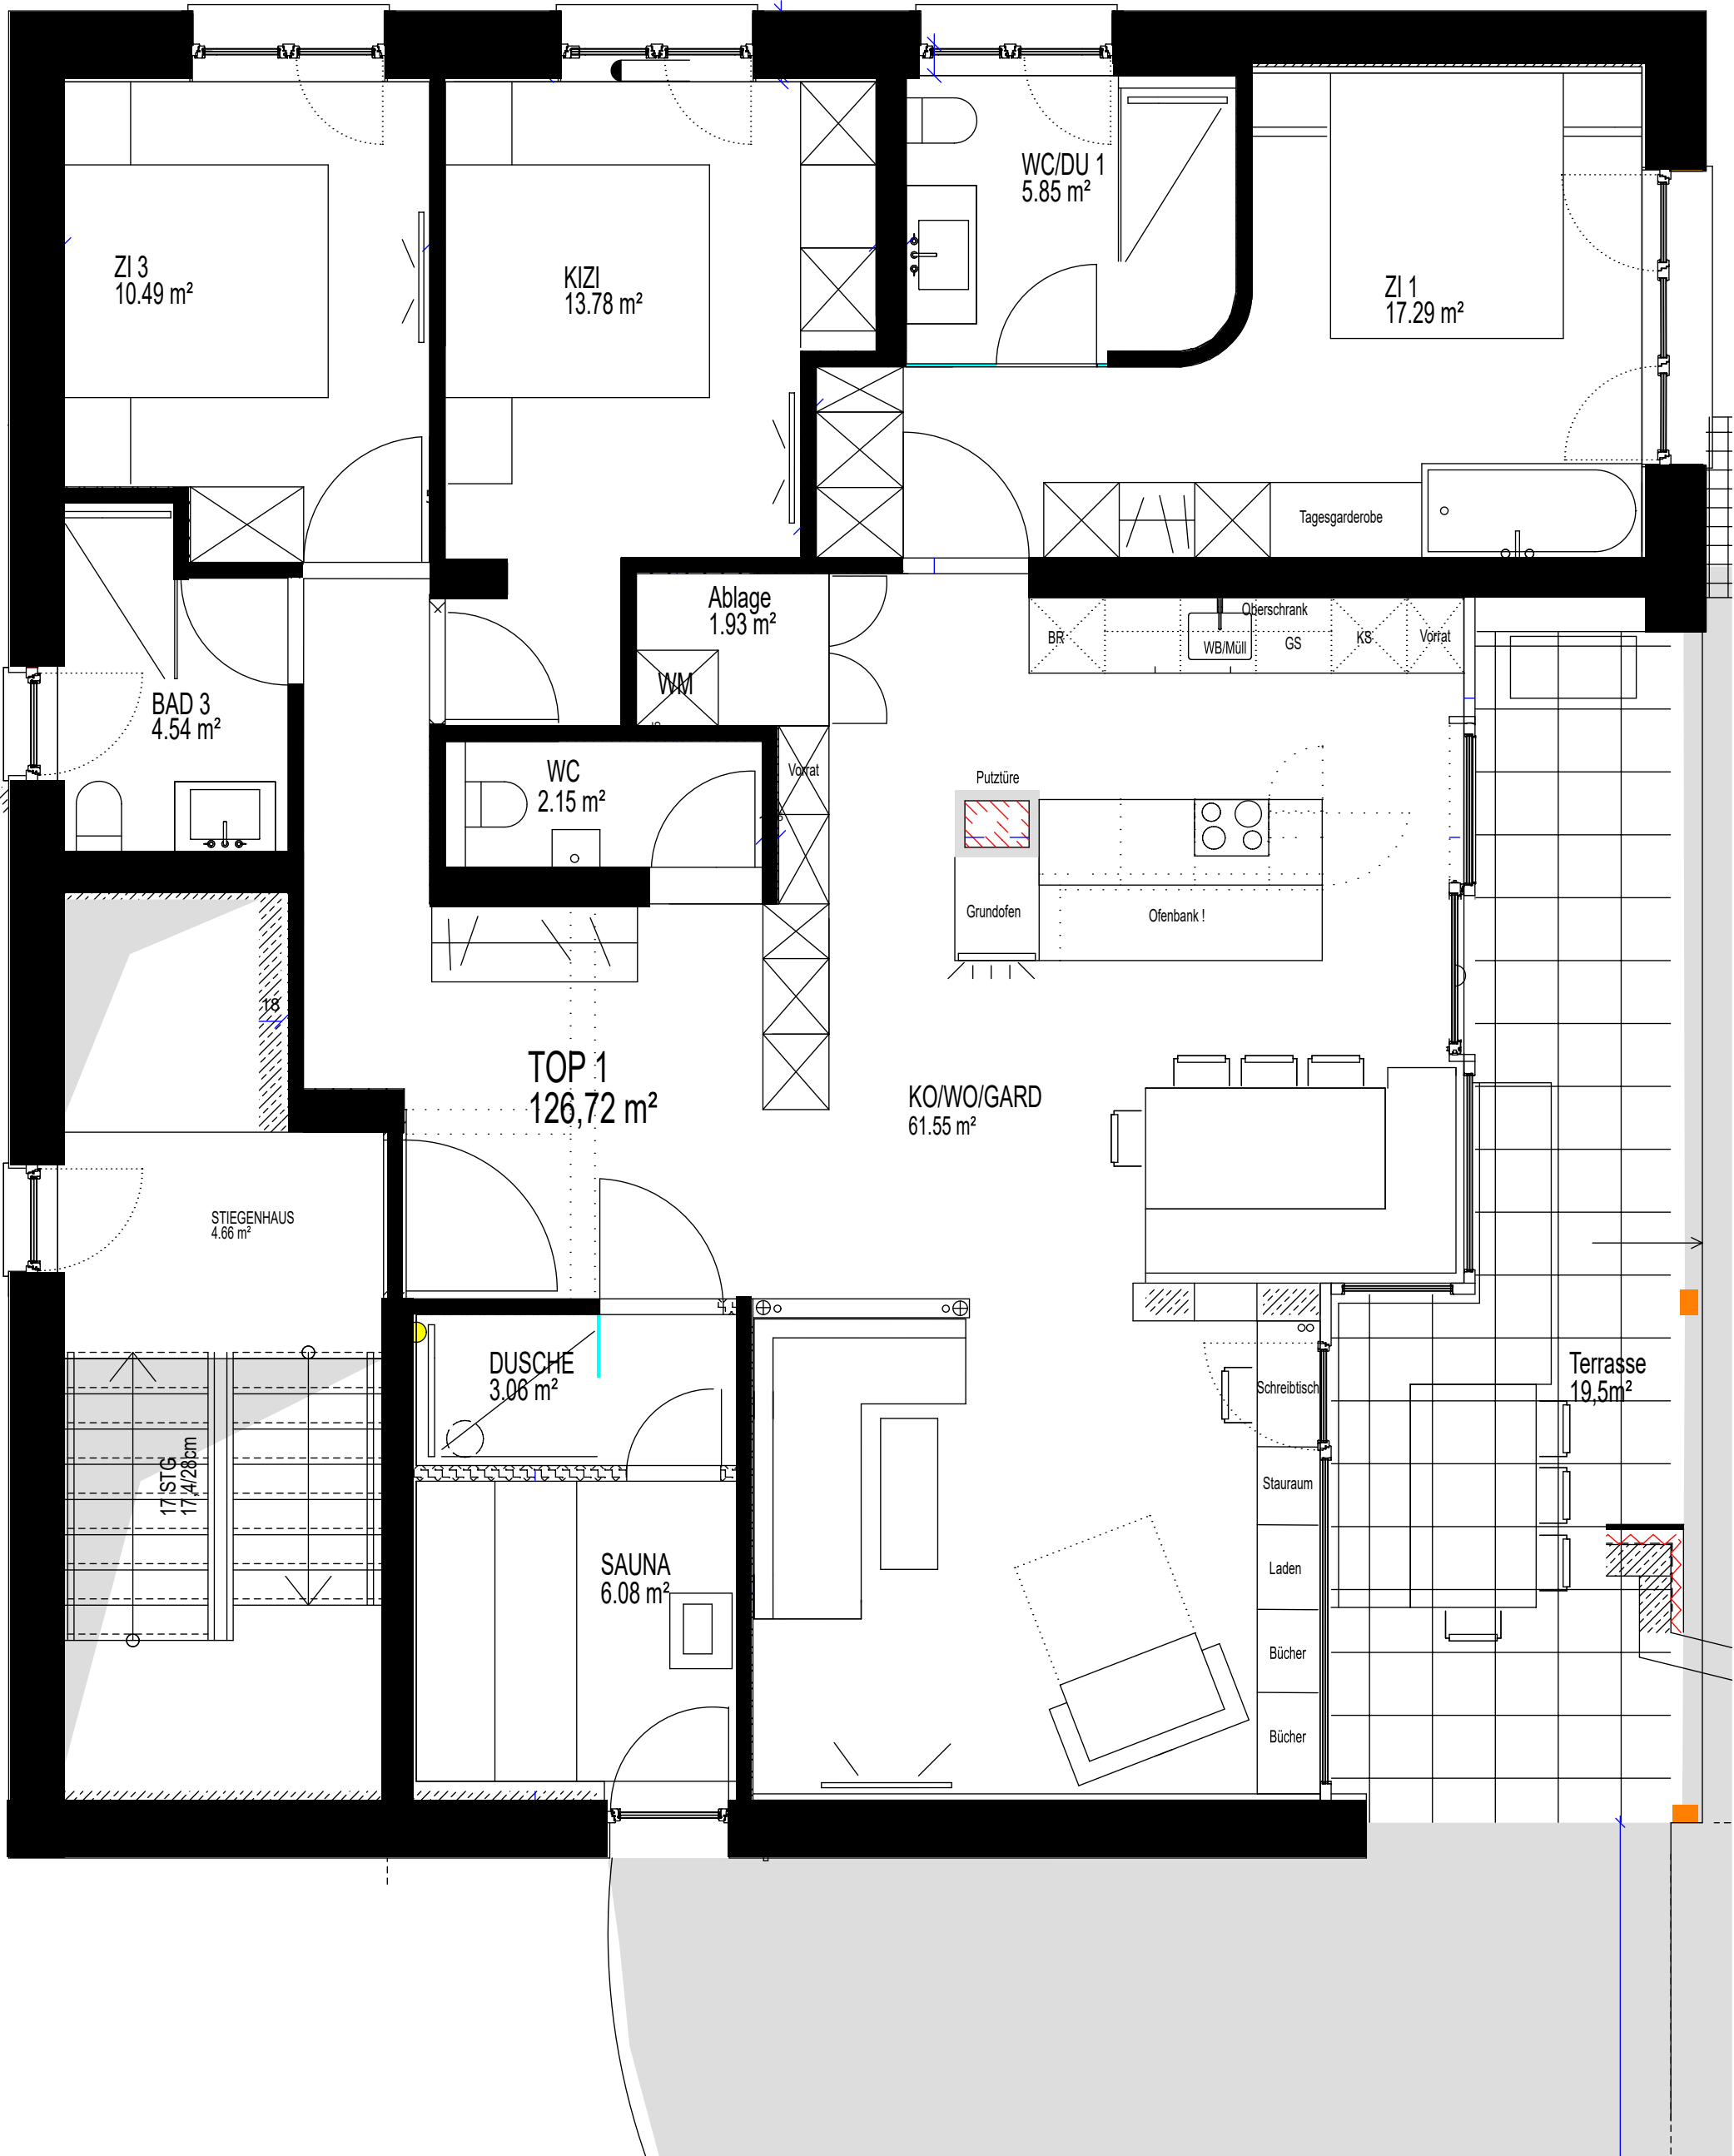 WC/DU 1
5.85 m²
ZI 3
10.49 m²
KIZI
13.78 m²
ZI 1
17.29 m²
Tagesgarderobe
Ablage
1.93 m²
WM
Oberschrank
BR
WB/Müll
GS
KS
Vorrat
BAD 3
4.54 m²
WC
2.15 m²
Vorrat
Putztüre
Grundofen
Ofenbank !
18
TOP 1
126,72 m²
KO/WO/GARD
61.55 m²
STIEGENHAUS
4.66 m²
DUSCHE
3.06 m²
Schreibtisch
Terrasse
19,5m²
17 STG
17,4/28cm
Stauraum
SAUNA
6.08 m²
Laden
Bücher
Bücher